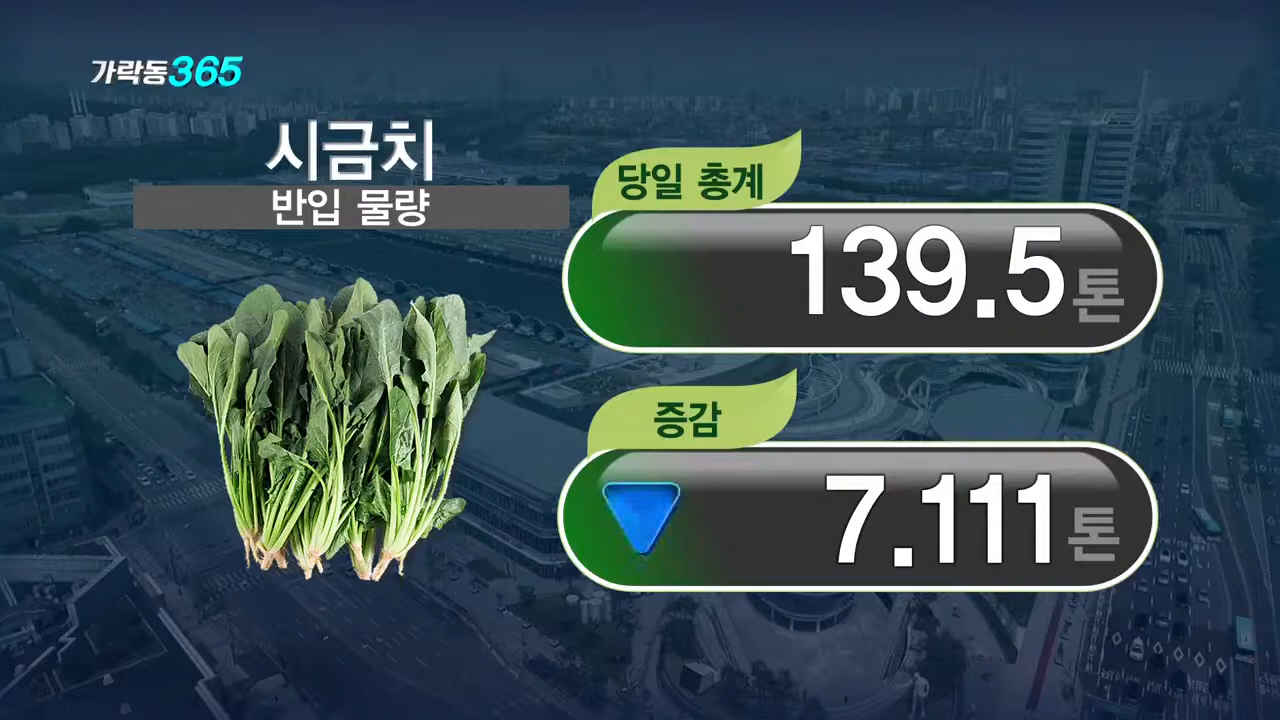 가락동365
시금치
반입 물량
당일 총계
139.5톤
증감
7.111톤